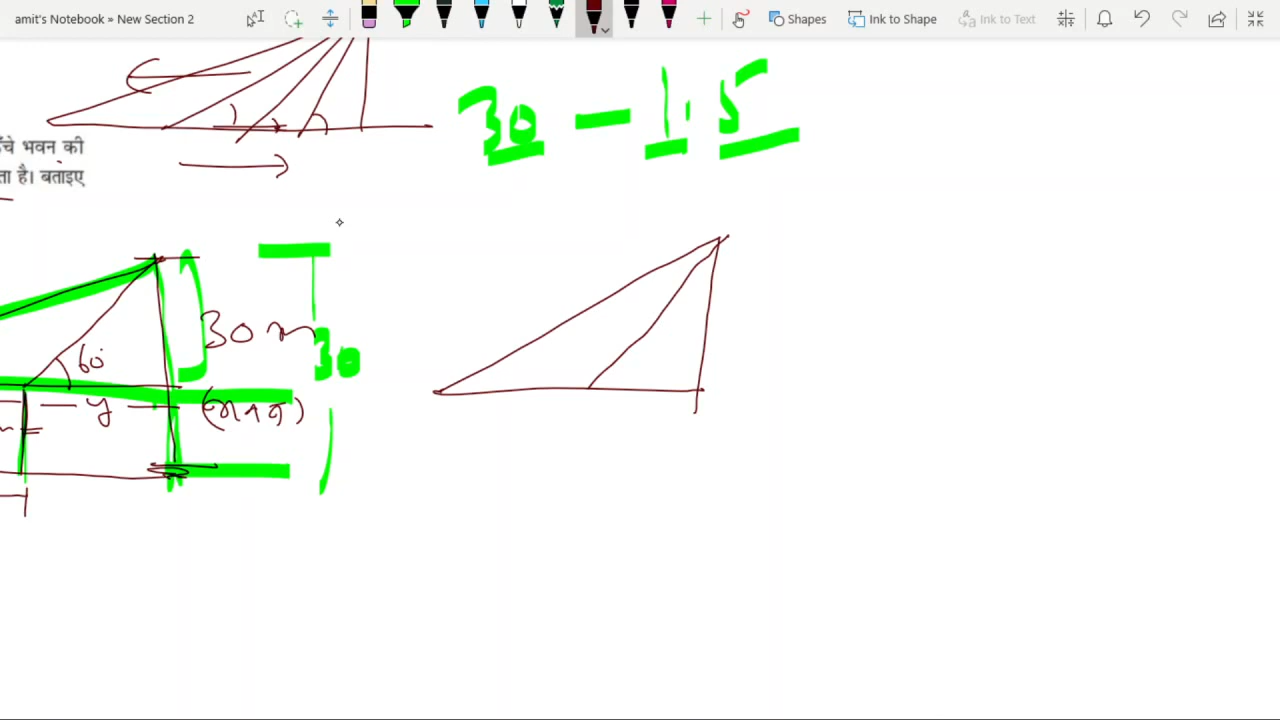 amit's Notebook » New Section 2
Shapes
Ink to Shape
Ink to Text
30 - 1.5
भवन की
ता है। बताइए
30 m
30
60°
y